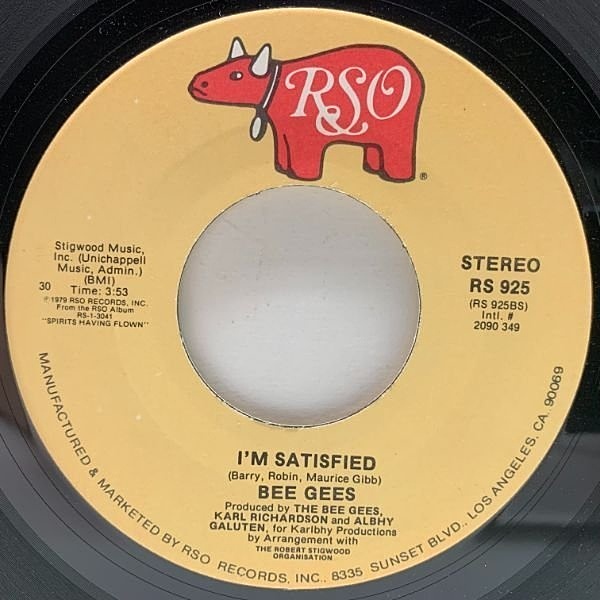 RSO
®
Stigwood Music,
Inc. (Unichappell
Music, Admin.)
(BMI)
30 Time: 3:53
℗ 1979 RSO RECORDS, INC.
From the RSO Album
RS-1-3041
"SPIRITS HAVING FLOWN"
STEREO
RS 925
(RS 925BS)
Intl. #
2090 349
I'M SATISFIED
(Barry, Robin, Maurice Gibb)
BEE GEES
Produced by THE BEE GEES,
KARL RICHARDSON and ALBHY
GALUTEN, for Karlbhy Productions
by Arrangement with
THE ROBERT STIGWOOD
ORGANISATION
MANUFACTURED & MARKETED BY RSO RECORDS, INC., 8335 SUNSET BLVD., LOS ANGELES, CA. 90069